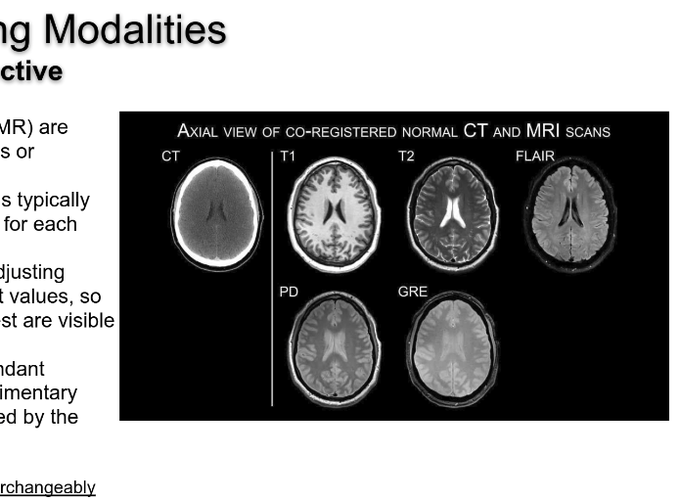 ng Modalities
ctive
MR) are
s or
s typically
for each
djusting
t values, so
est are visible
ndant
imentary
ed by the
rchangeably
AXIAL VIEW OF CO-REGISTERED NORMAL CT AND MRI SCANS
CT
T1
T2
FLAIR
PD
GRE